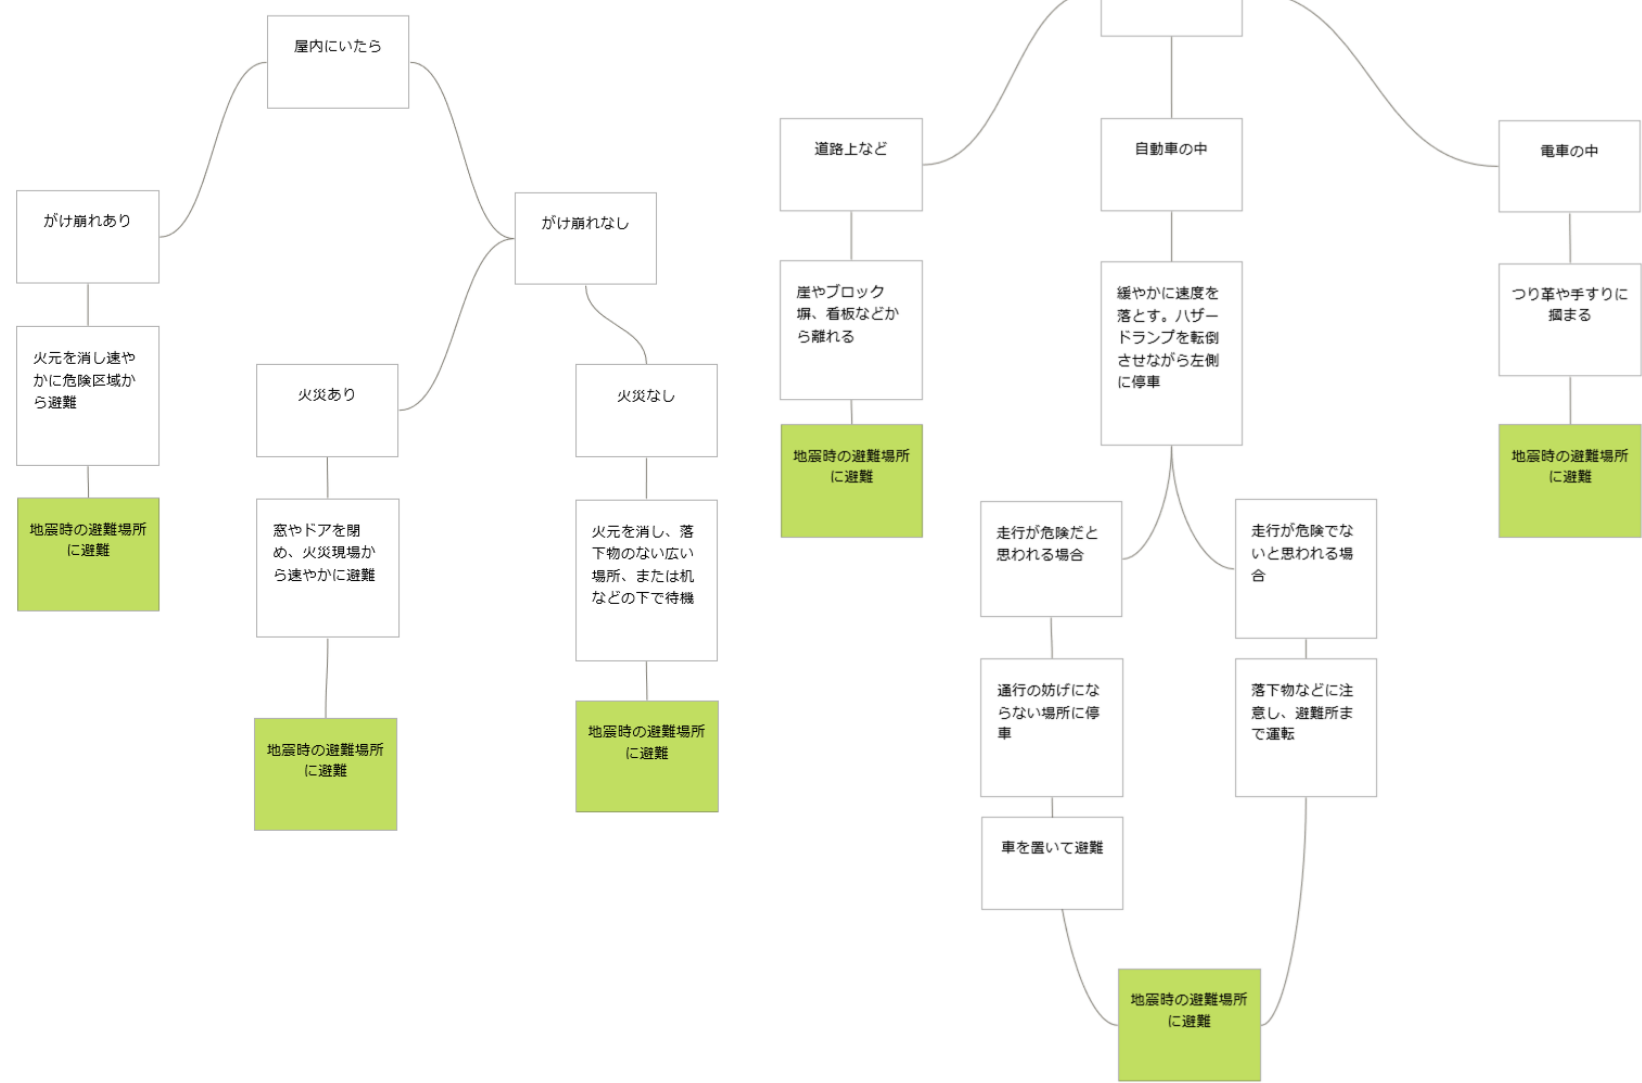 屋内にいたら
がけ崩れあり
がけ崩れなし
火元を消し速や
かに危険区域か
ら避難
火災あり
火災なし
地震時の避難場所
に避難
窓やドアを閉
め、火災現場か
ら速やかに避難
火元を消し、落
下物のない広い
場所、または机
などの下で待機
地震時の避難場所
に避難
地震時の避難場所
に避難
道路上など
自動車の中
電車の中
崖やブロック
塀、看板などか
ら離れる
緩やかに速度を
落とす。ハザー
ドランプを転倒
させながら左側
に停車
つり革や手すりに
掴まる
地震時の避難場所
に避難
地震時の避難場所
に避難
走行が危険だと
思われる場合
走行が危険でな
いと思われる場
合
通行の妨げにな
らない場所に停
車
落下物などに注
意し、避難所ま
で運転
車を置いて避難
地震時の避難場所
に避難